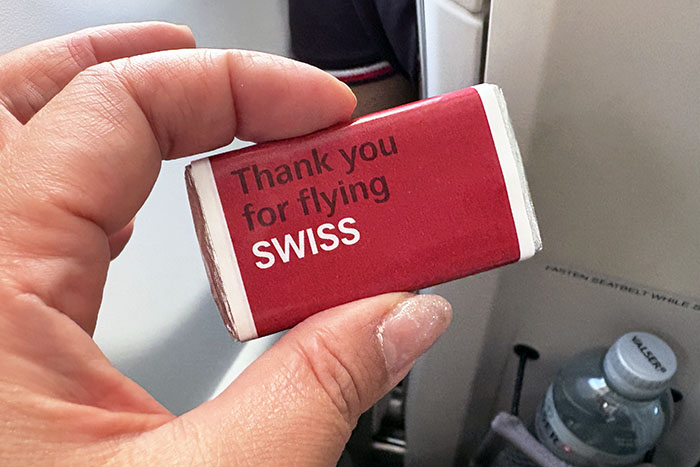 Thank you
for flying
SWISS
FASTEN SEATBELT WHILE
VALSER